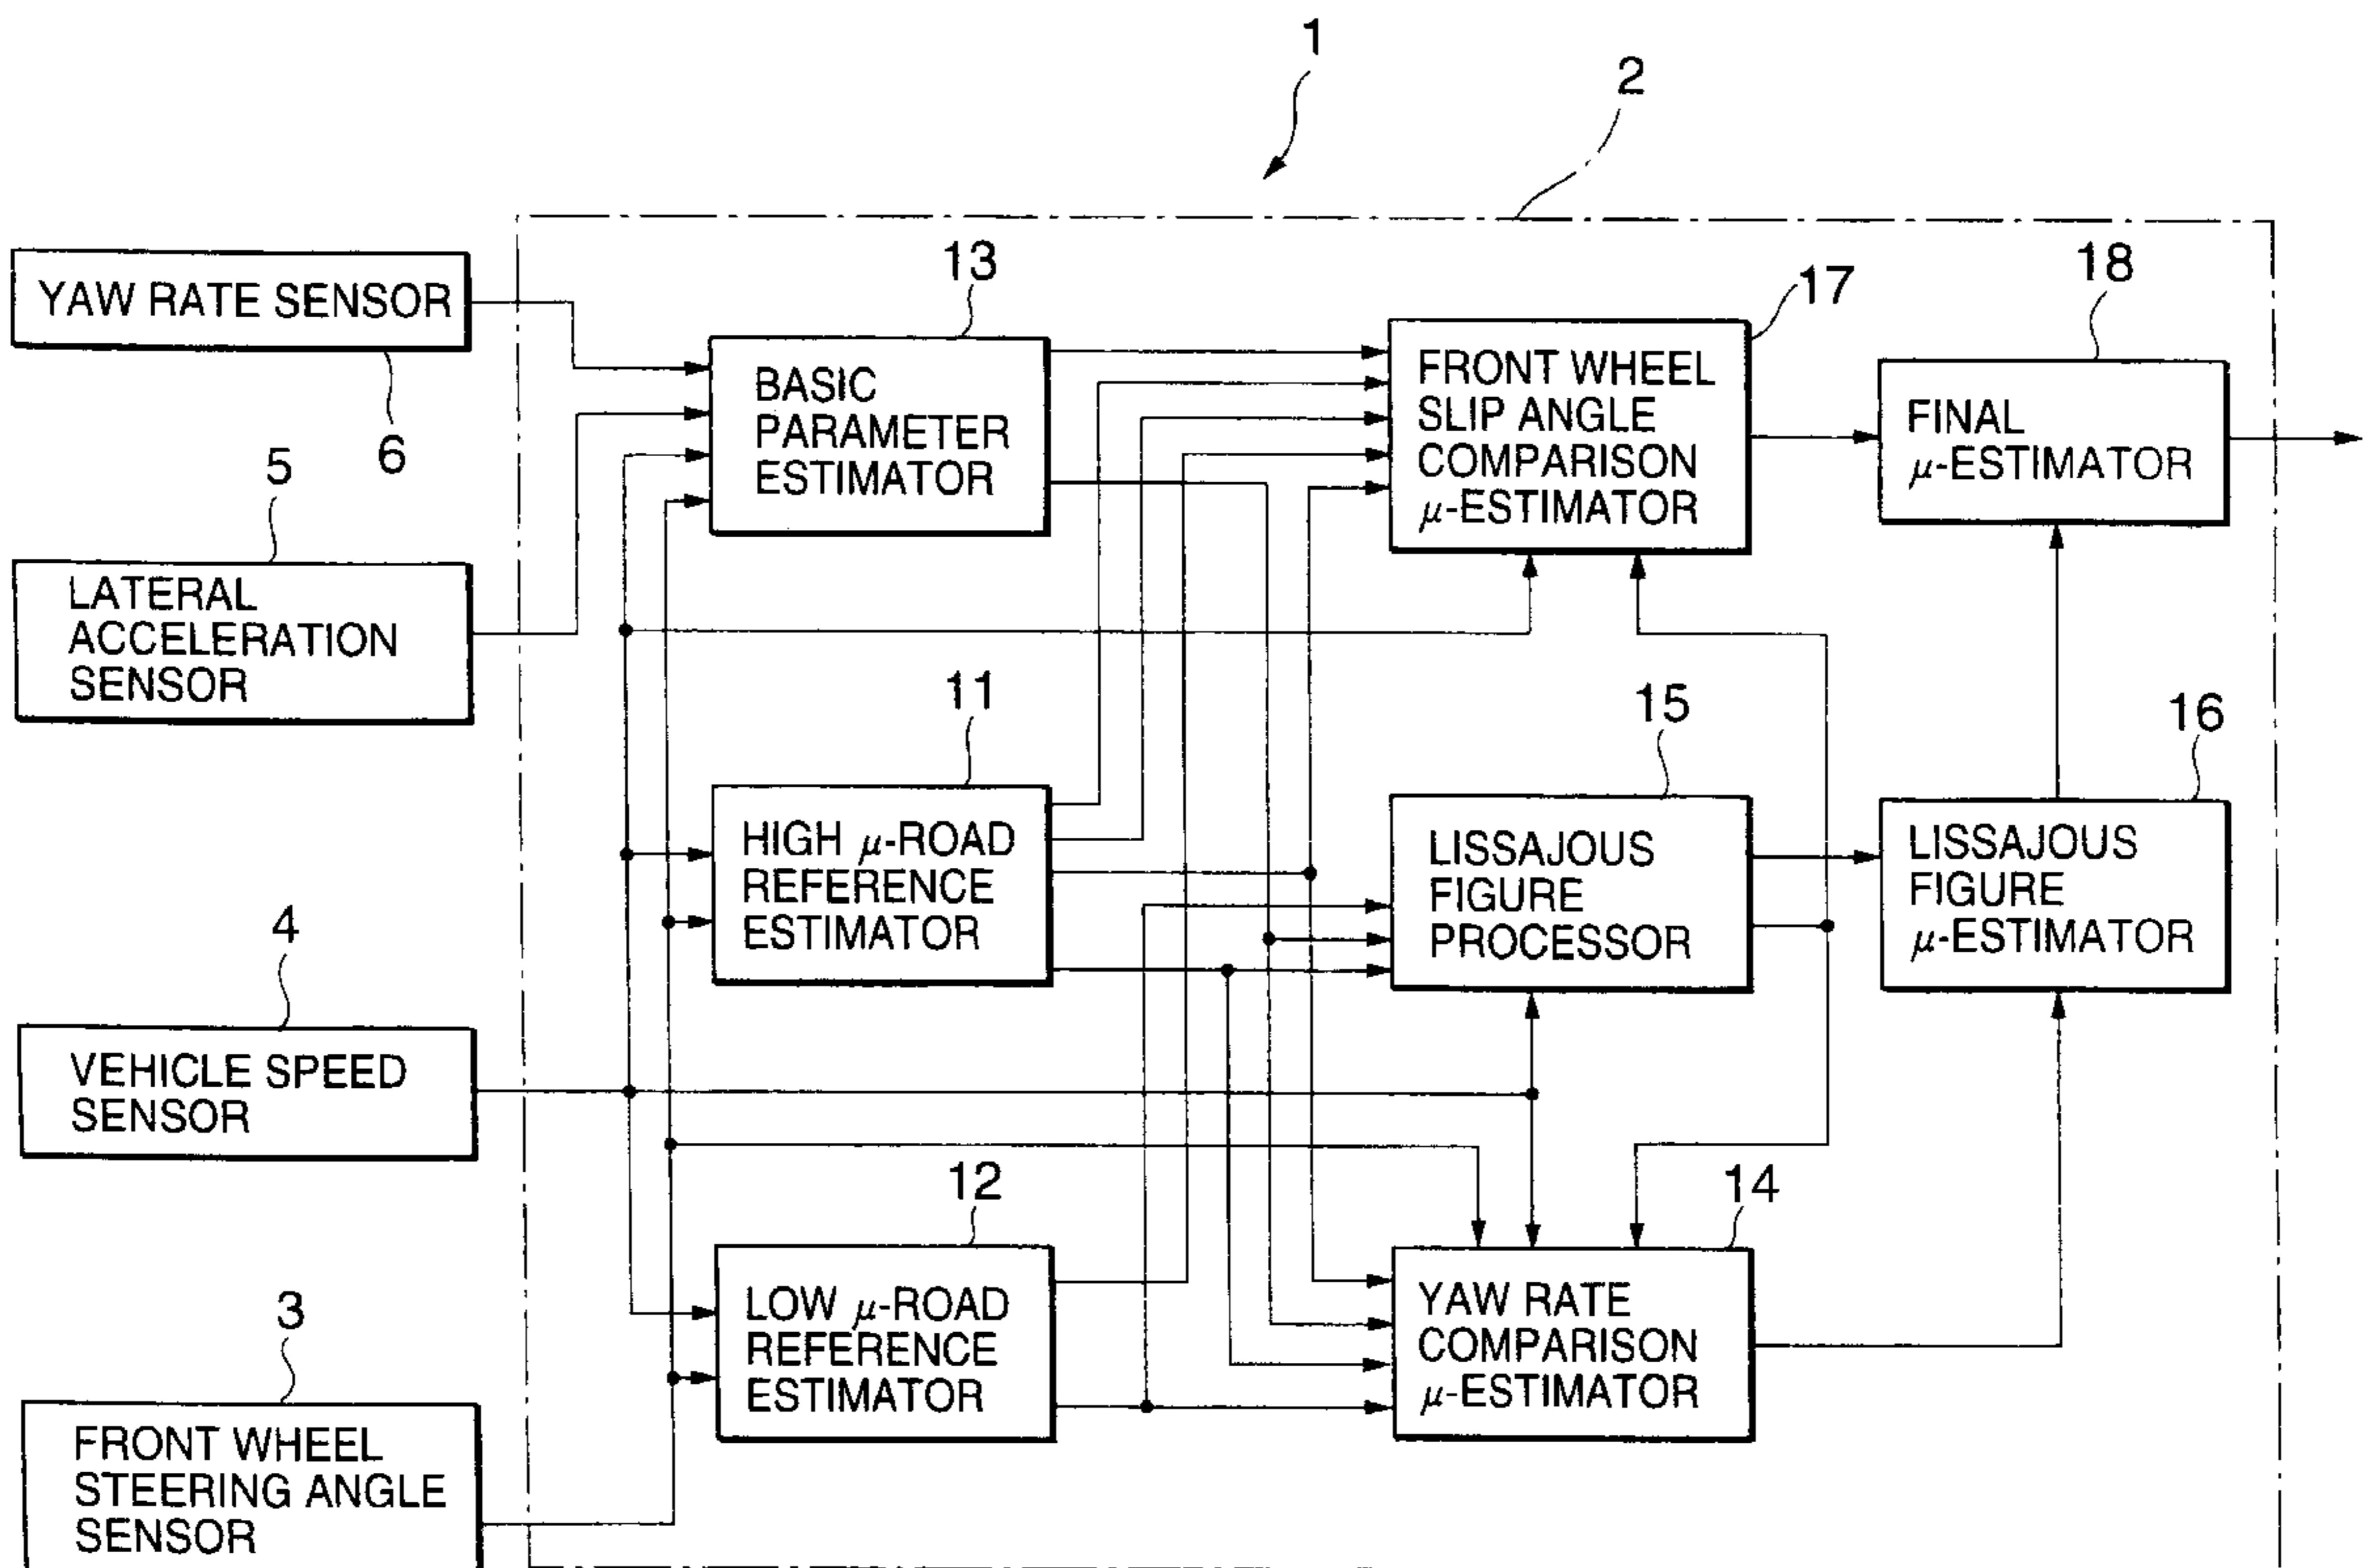 1
2
YAW RATE SENSOR
6
5
LATERAL
ACCELERATION
SENSOR
4
VEHICLE SPEED
SENSOR
3
FRONT WHEEL
STEERING ANGLE
SENSOR
13
BASIC
PARAMETER
ESTIMATOR
11
HIGH μ-ROAD
REFERENCE
ESTIMATOR
12
LOW μ-ROAD
REFERENCE
ESTIMATOR
17
FRONT WHEEL
SLIP ANGLE
COMPARISON
μ-ESTIMATOR
15
LISSAJOUS
FIGURE
PROCESSOR
14
YAW RATE
COMPARISON
μ-ESTIMATOR
18
FINAL
μ-ESTIMATOR
16
LISSAJOUS
FIGURE
μ-ESTIMATOR